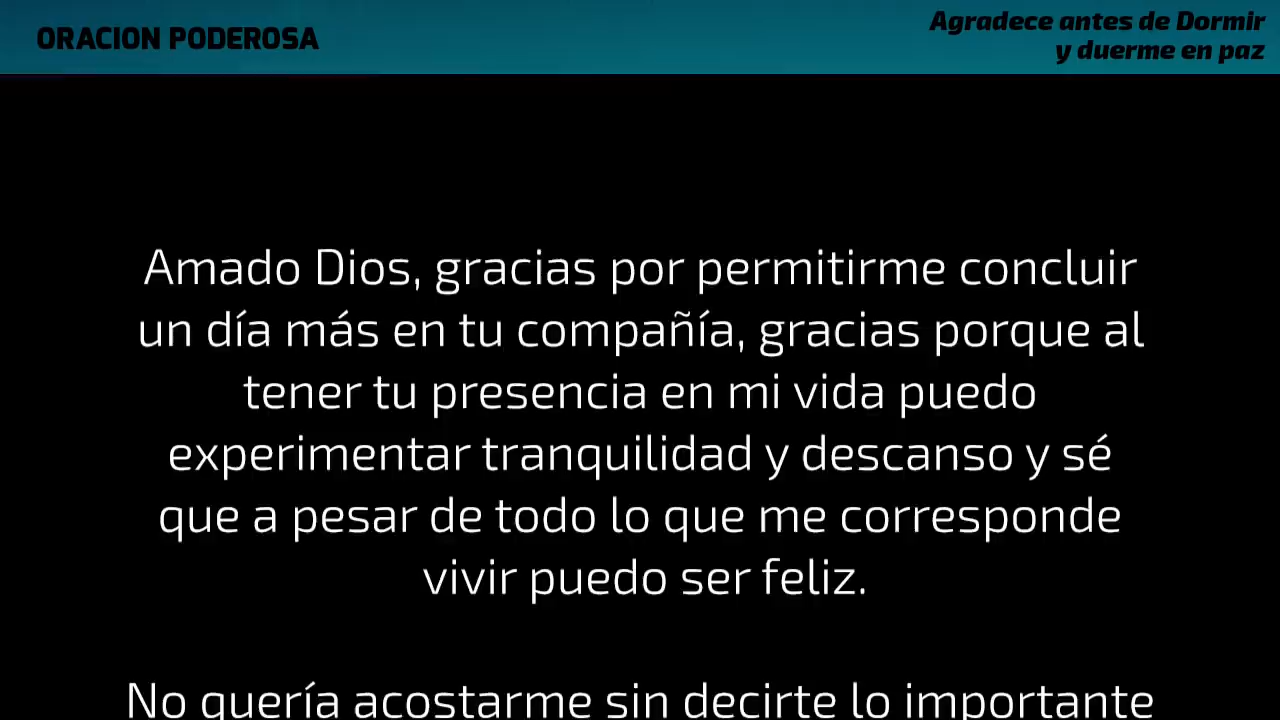 ORACION PODEROSA
Agradece antes de Dormir
y duerme en paz
Amado Dios, gracias por permitirme concluir
un día más en tu compañía, gracias porque al
tener tu presencia en mi vida puedo
experimentar tranquilidad y descanso y sé
que a pesar de todo lo que me corresponde
vivir puedo ser feliz.
No quería acostarme sin decirte lo importante